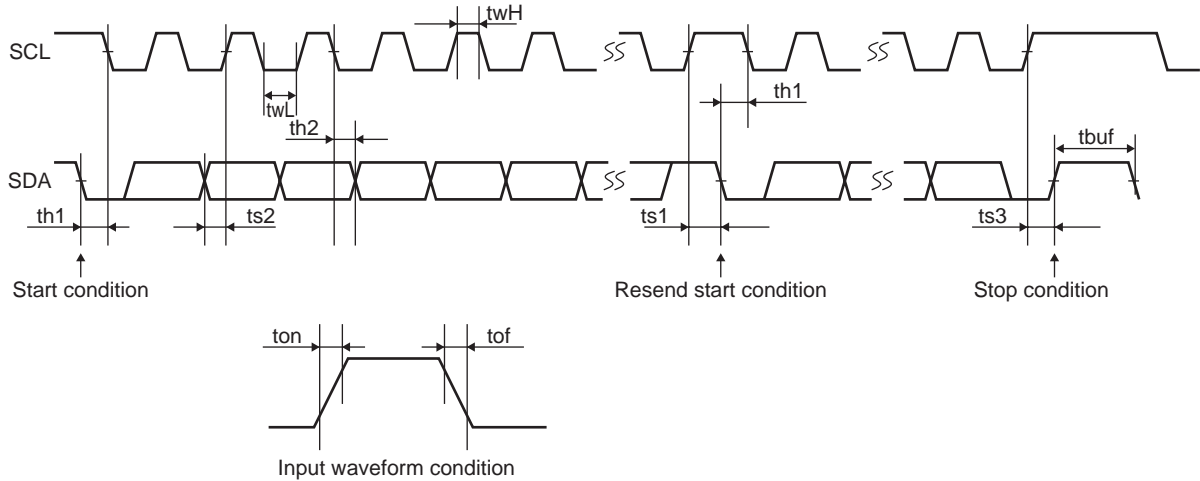 twH
SCL
twL
th1
th2
tbuf
SDA
th1
ts2
ts1
ts3
Start condition
Resend start condition
Stop condition
ton
tof
Input waveform condition